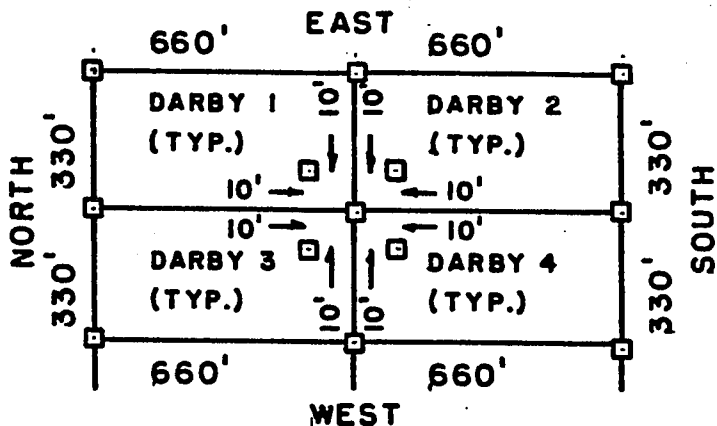 EAST
660' 660'
DARBY 1
(TYP.)
10' 10'
DARBY 2
(TYP.)
330' 330'
NORTH
SOUTH
10' 10'
10' 10'
DARBY 3
(TYP.)
10' 10'
DARBY 4
(TYP.)
330' 330'
660' 660'
WEST